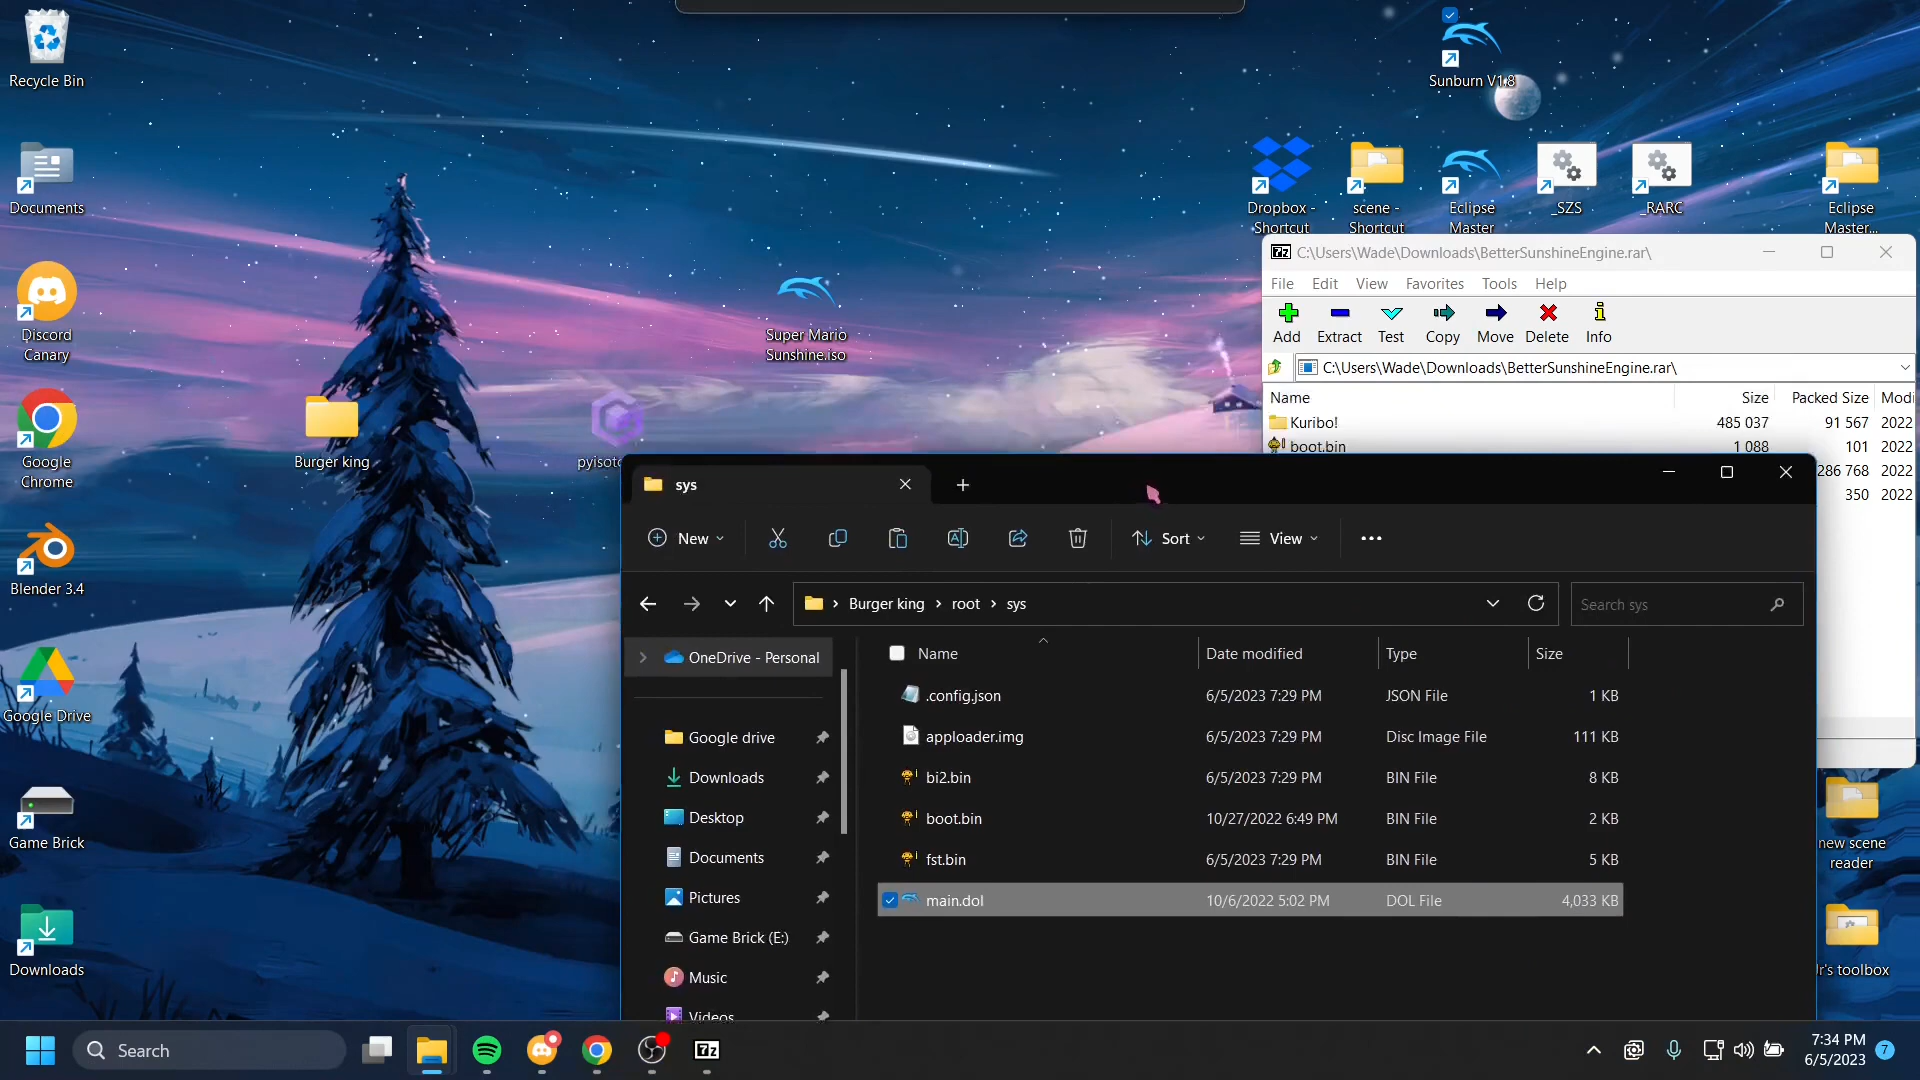 Recycle Bin
Documents
Discord
Canary
Google
Chrome
Blender 3.4
Google Drive
Game Brick
Downloads
Burger king
Super Mario
Sunshine.iso
Sunburn V1.8
Dropbox -
Shortcut
scene -
Shortcut
Eclipse
Master
_SZS
_RARC
Eclipse
Master...
7z C:\Users\Wade\Downloads\BetterSunshineEngine.rar\
File Edit View Favorites Tools Help
Add Extract Test Copy Move Delete Info
C:\Users\Wade\Downloads\BetterSunshineEngine.rar\
Name Size Packed Size Modi
Kuribo! 485 037 91 567 2022
boot.bin 1 088 101 2022
286 768 2022
350 2022
sys
New Sort View
Burger king > root > sys
Search sys
OneDrive - Personal
Google drive
Downloads
Desktop
Documents
Pictures
Game Brick (E:)
Music
Videos
Name Date modified Type Size
.config.json 6/5/2023 7:29 PM JSON File 1 KB
apploader.img 6/5/2023 7:29 PM Disc Image File 111 KB
bi2.bin 6/5/2023 7:29 PM BIN File 8 KB
boot.bin 10/27/2022 6:49 PM BIN File 2 KB
fst.bin 6/5/2023 7:29 PM BIN File 5 KB
main.dol 10/6/2022 5:02 PM DOL File 4,033 KB
new scene
reader
r's toolbox
Search
7z
7:34 PM
6/5/2023
7